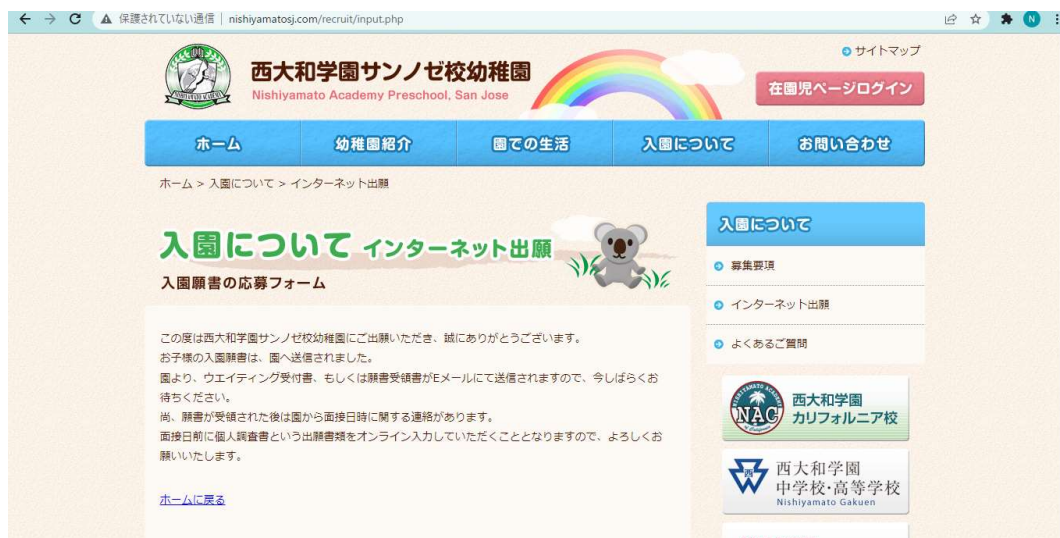 保護されていない通信 | nishiyamatosj.com/recruit/input.php
N
サイトマップ
西大和学園サンノゼ校幼稚園
Nishiyamato Academy Preschool, San Jose
在園児ページログイン
ホーム 幼稚園紹介 園での生活 入園について お問い合わせ
ホーム > 入園について > インターネット出願
入園について インターネット出願
入園願書の応募フォーム
この度は西大和学園サンノゼ校幼稚園にご出願いただき、誠にありがとうございます。
お子様の入園願書は、園へ送信されました。
園より、ウエイティング受付書、もしくは願書受領書がEメールにて送信されますので、今しばらくお
待ちください。
尚、願書が受領された後は園から面接日時に関する連絡があります。
面接日前に個人調査書という出願書類をオンライン入力していただくこととなりますので、よろしくお
願いいたします。
ホームに戻る
入園について
募集要項
インターネット出願
よくあるご質問
NAC
西大和学園
カリフォルニア校
西大和学園
中学校・高等学校
Nishiyamato Gakuen